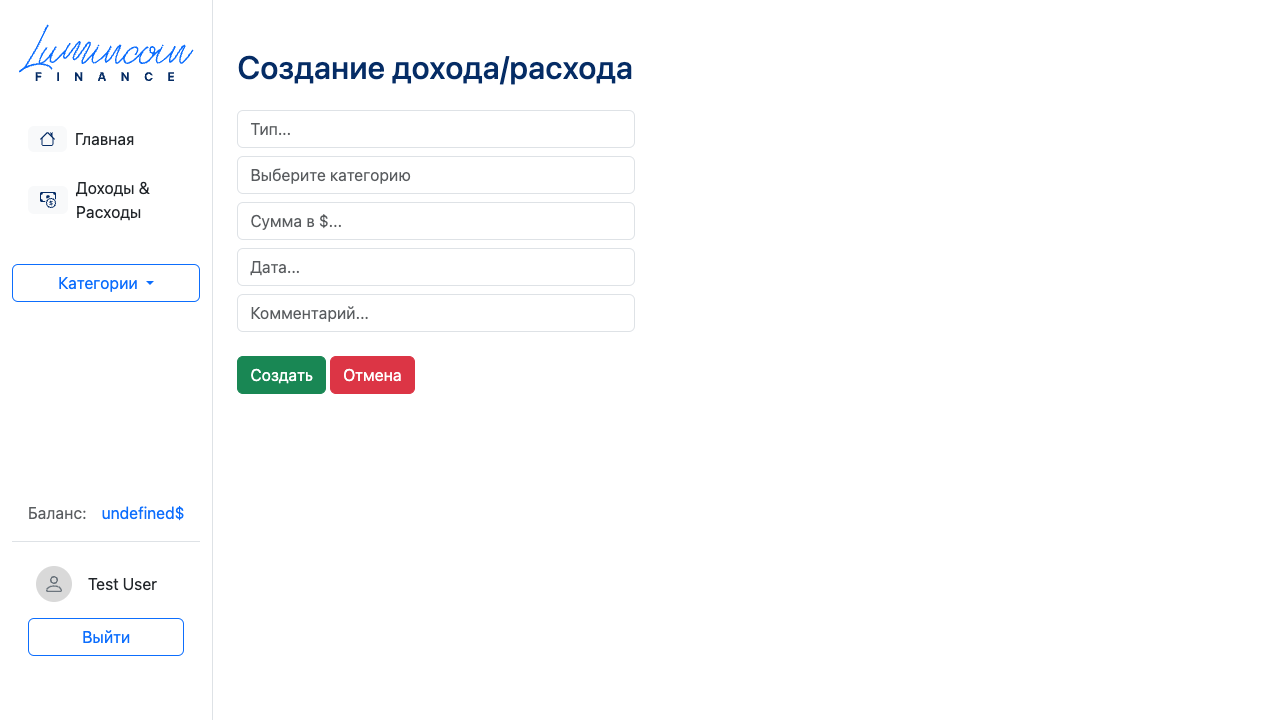 Lumincoin
FINANCE
Главная
Доходы &
Расходы
Категории
Баланс: undefined$
Test User
Выйти
Создание дохода/расхода
Тип...
Выберите категорию
Сумма в $...
Дата...
Комментарий...
Создать Отмена